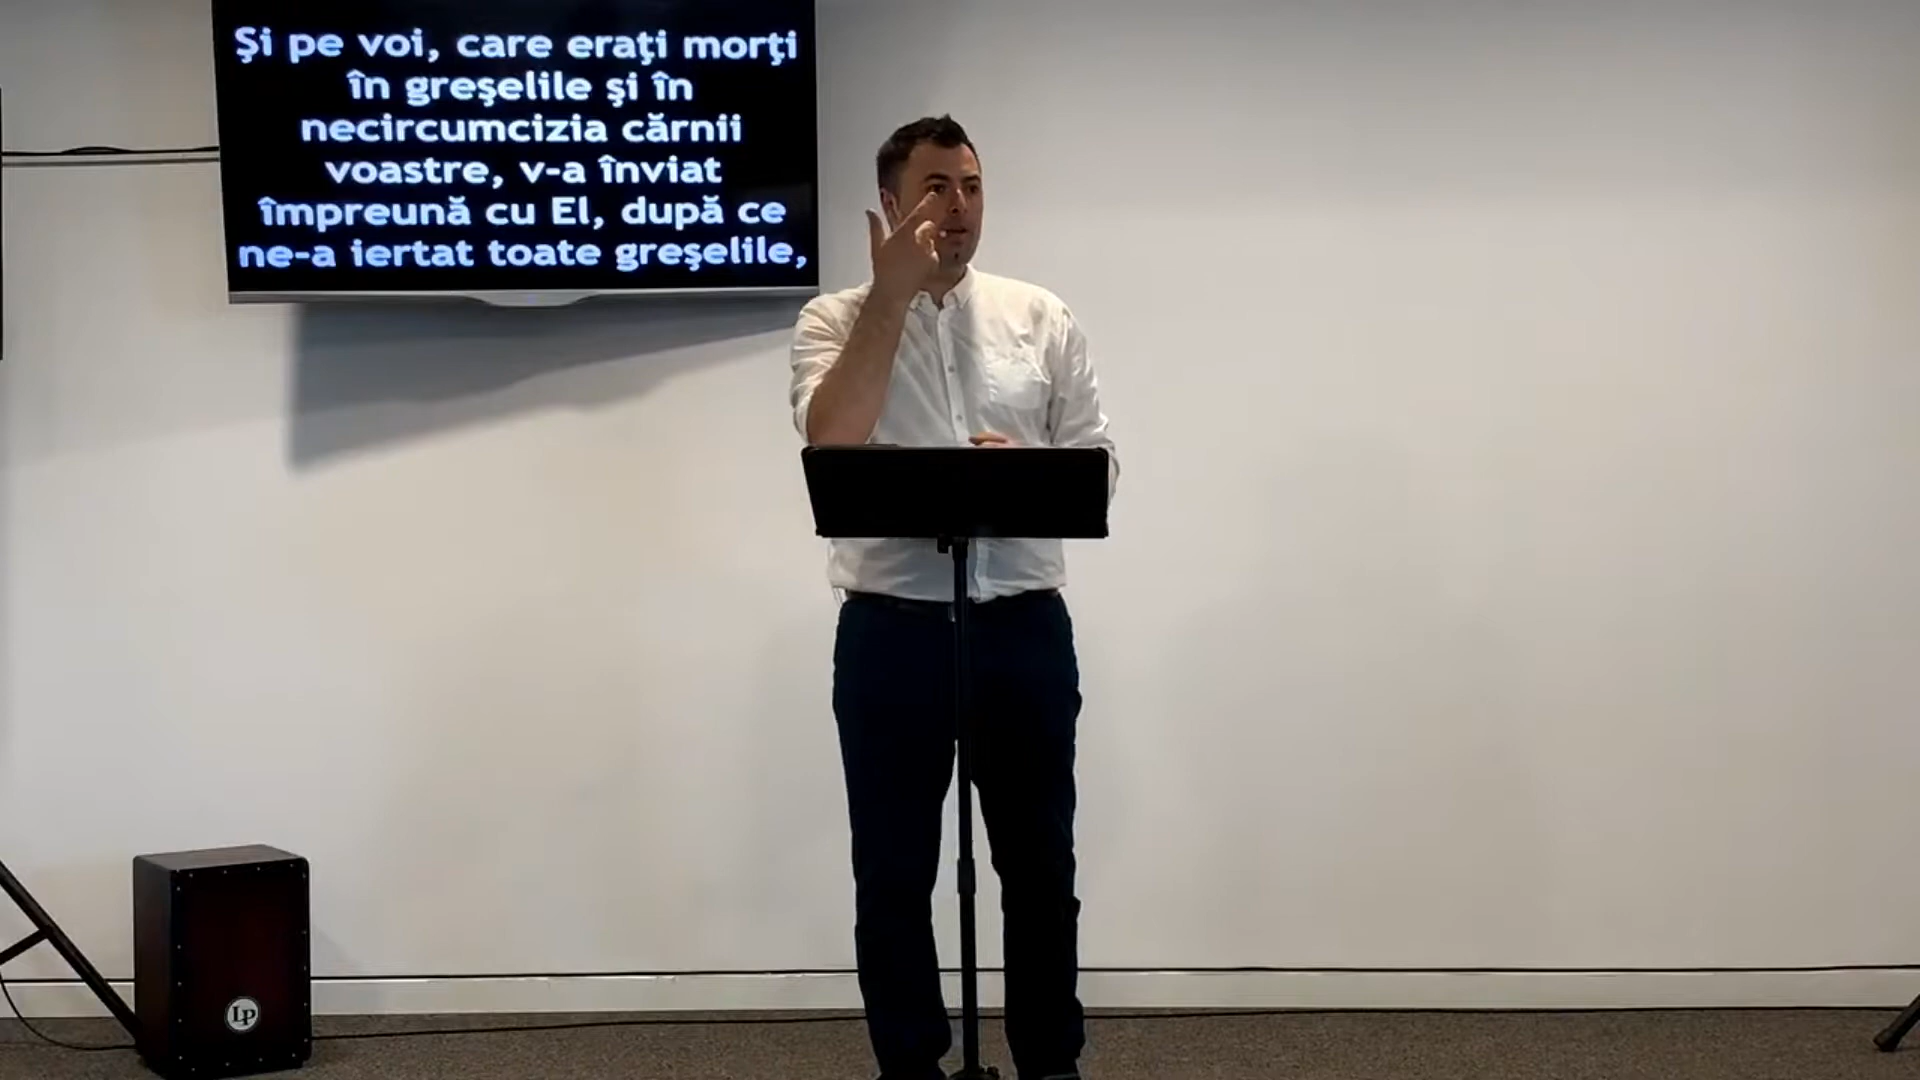 Şi pe voi, care eraţi morţi
în greşelile şi în
necircumcizia cărnii
voastre, v-a înviat
împreună cu El, după ce
ne-a iertat toate greşelile,
LP